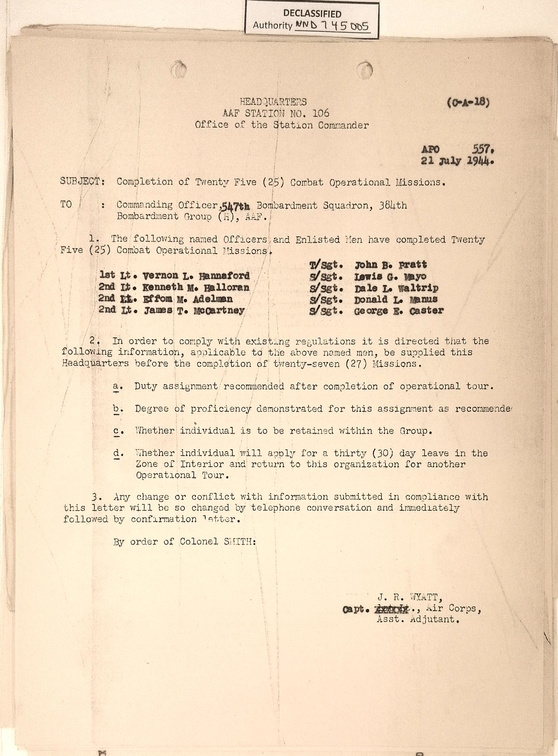 DECLASSIFIED
Authority NND 745005
HEADQUARTERS
AAF STATION NO. 106
Office of the Station Commander
(O-A-18)
APO 557.
21 July 1944.
SUBJECT: Completion of Twenty Five (25) Combat Operational Missions.
TO : Commanding Officer, 547th Bombardment Squadron, 384th
Bombardment Group (H), AAF.
1. The following named Officers and Enlisted Men have completed Twenty
Five (25) Combat Operational Missions.
1st Lt. Vernon L. Hannaford
2nd Lt. Kenneth M. Halloran
2nd Lt. Effom M. Adelman
2nd Lt. James T. McCartney
T/Sgt. John B. Pratt
S/Sgt. Lewis G. Mayo
S/Sgt. Dale L. Waltrip
S/Sgt. Donald L. Manus
S/Sgt. George E. Caster
2. In order to comply with existing regulations it is directed that the
following information, applicable to the above named men, be supplied this
Headquarters before the completion of twenty-seven (27) Missions.
a. Duty assignment recommended after completion of operational tour.
b. Degree of proficiency demonstrated for this assignment as recommende
c. Whether individual is to be retained within the Group.
d. Whether individual will apply for a thirty (30) day leave in the
Zone of Interior and return to this organization for another
Operational Tour.
3. Any change or conflict with information submitted in compliance with
this letter will be so changed by telephone conversation and immediately
followed by confirmation letter.
By order of Colonel SMITH:
J. R. WYATT,
Capt., Air Corps,
Asst. Adjutant.